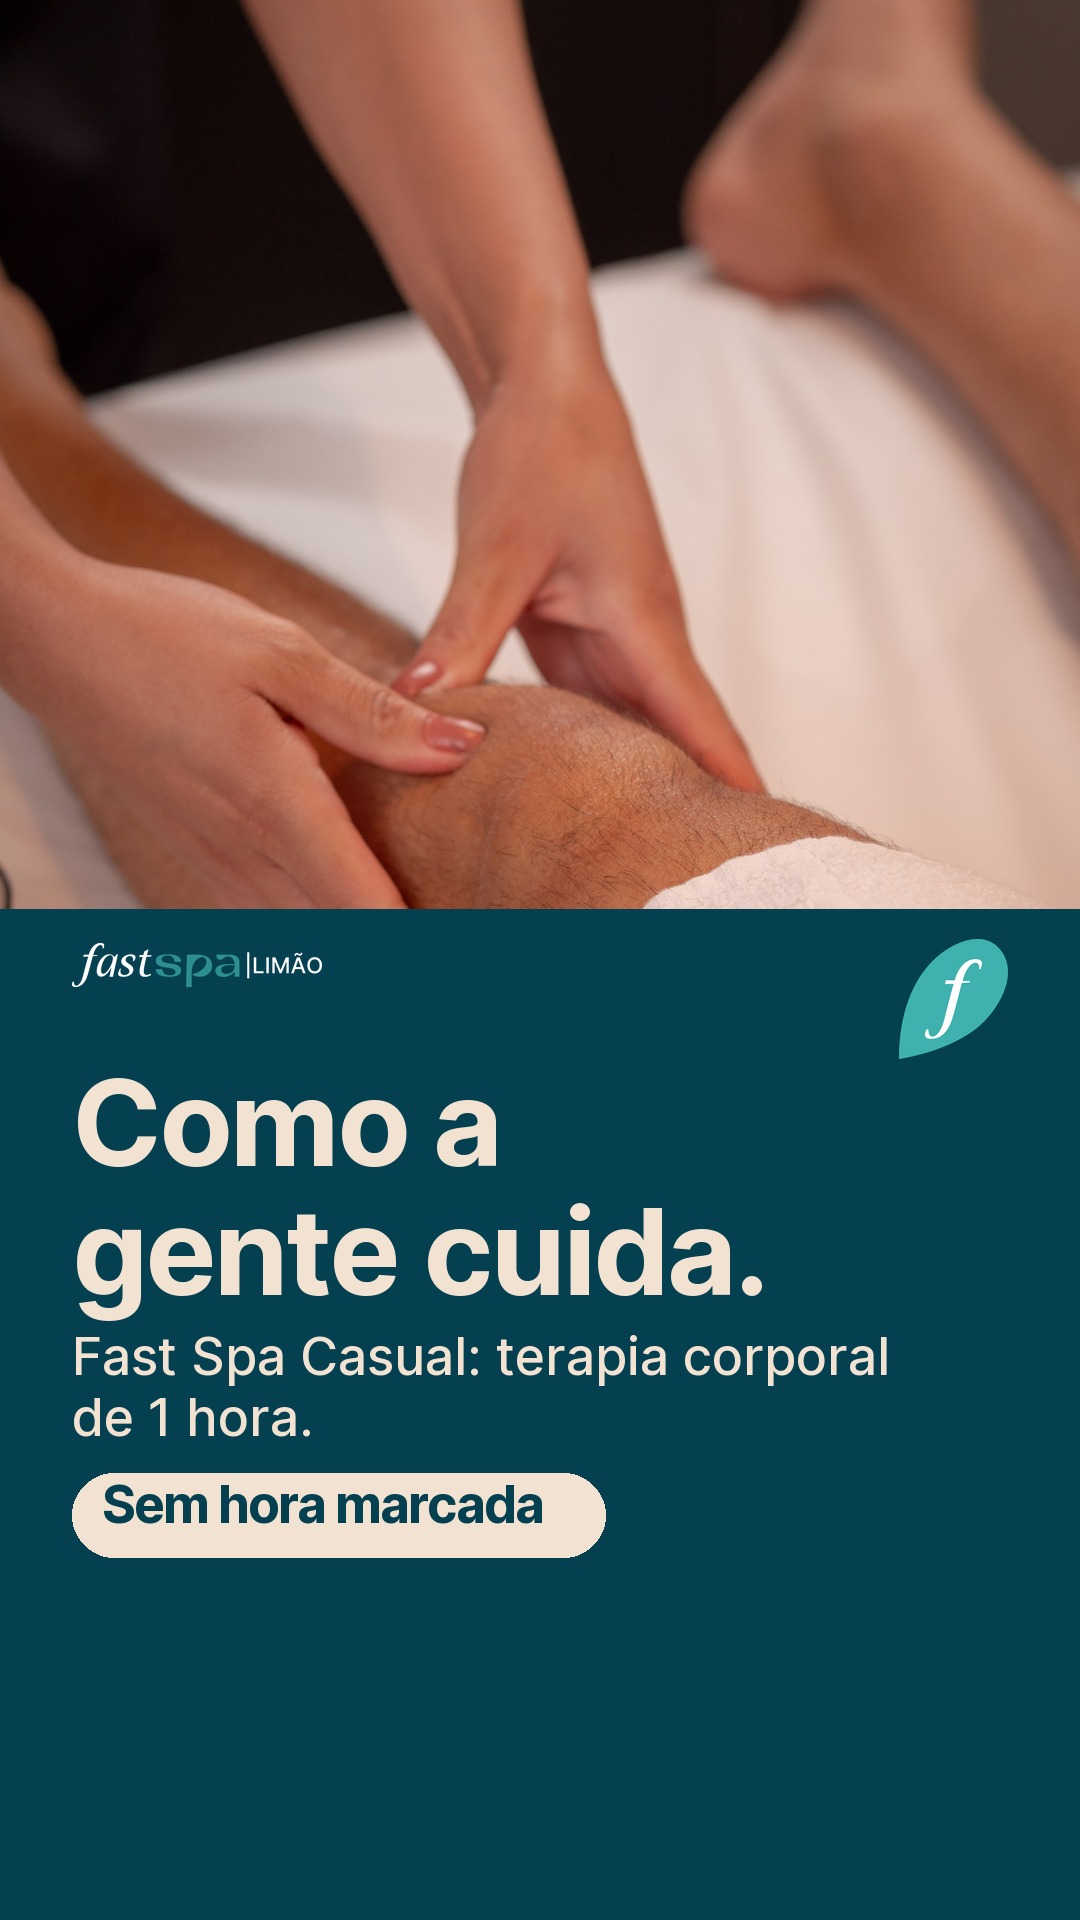 fastspa|LIMÃO
f
Como a
gente cuida.
Fast Spa Casual: terapia corporal
de 1 hora.
Sem hora marcada